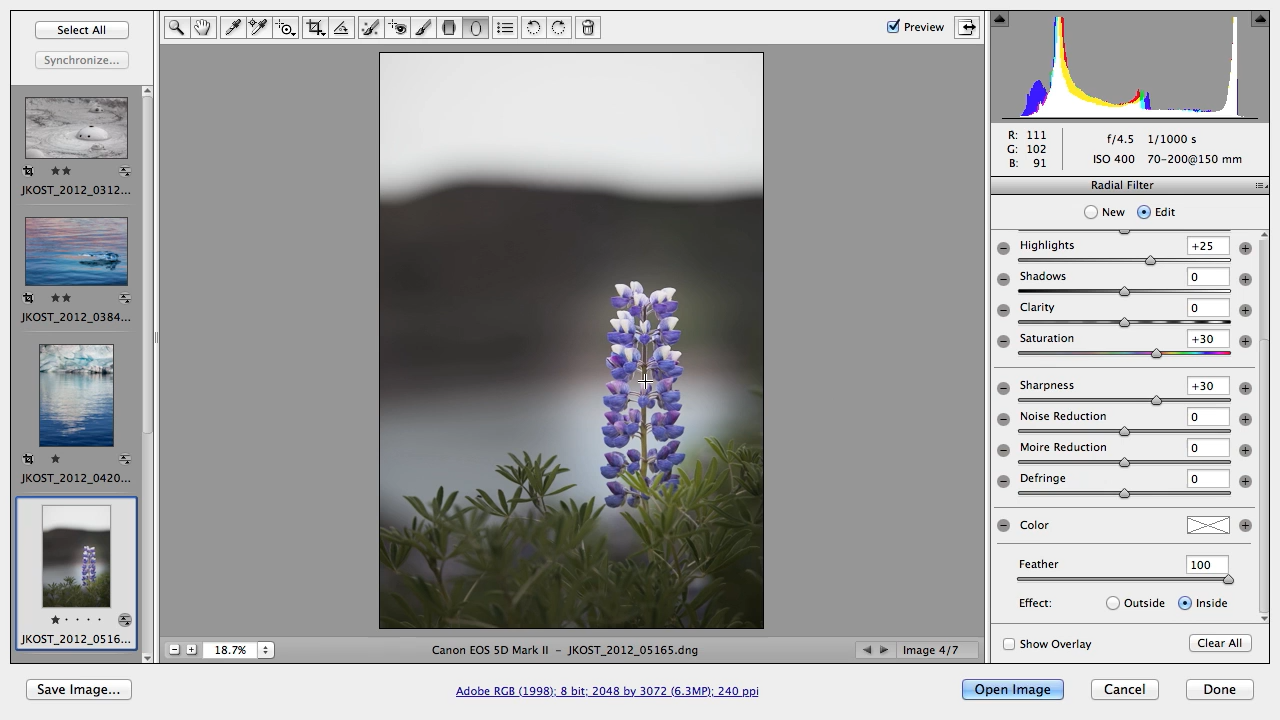 Select All
Synchronize...
JKOST_2012_0312...
JKOST_2012_0384...
JKOST_2012_0420...
JKOST_2012_0516...
Preview
18.7%
Canon EOS 5D Mark II – JKOST_2012_05165.dng
Image 4/7
R: 111
G: 102
B: 91
f/4.5 1/1000 s
ISO 400 70-200@150 mm
Radial Filter
New Edit
Highlights +25
Shadows 0
Clarity 0
Saturation +30
Sharpness +30
Noise Reduction 0
Moire Reduction 0
Defringe 0
Color
Feather 100
Effect: Outside Inside
Show Overlay Clear All
Save Image...
Adobe RGB (1998); 8 bit; 2048 by 3072 (6.3MP); 240 ppi
Open Image Cancel Done